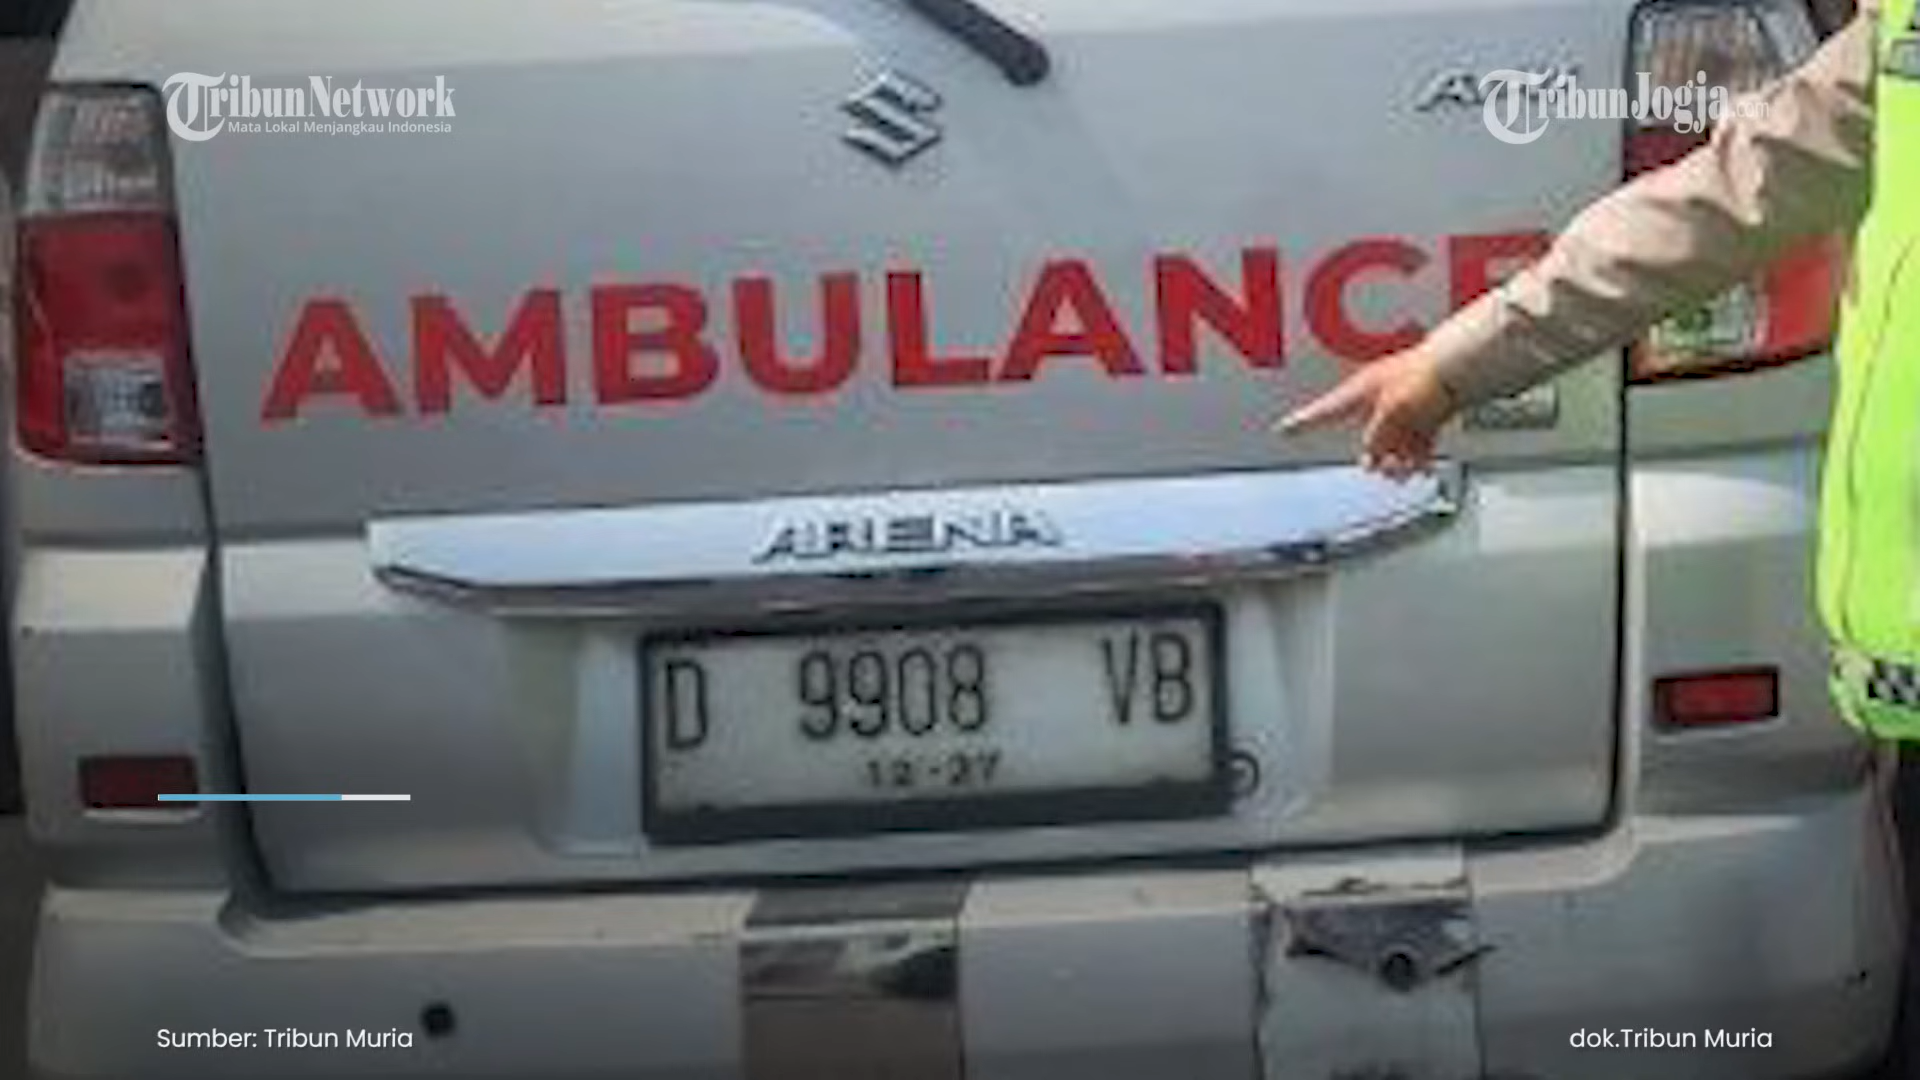 TribunNetwork
Mata Lokal Menjangkau Indonesia
TribunJogja.com
AMBULANCE
ARENA
D 9908 VB
12-27
Sumber: Tribun Muria
dok.Tribun Muria